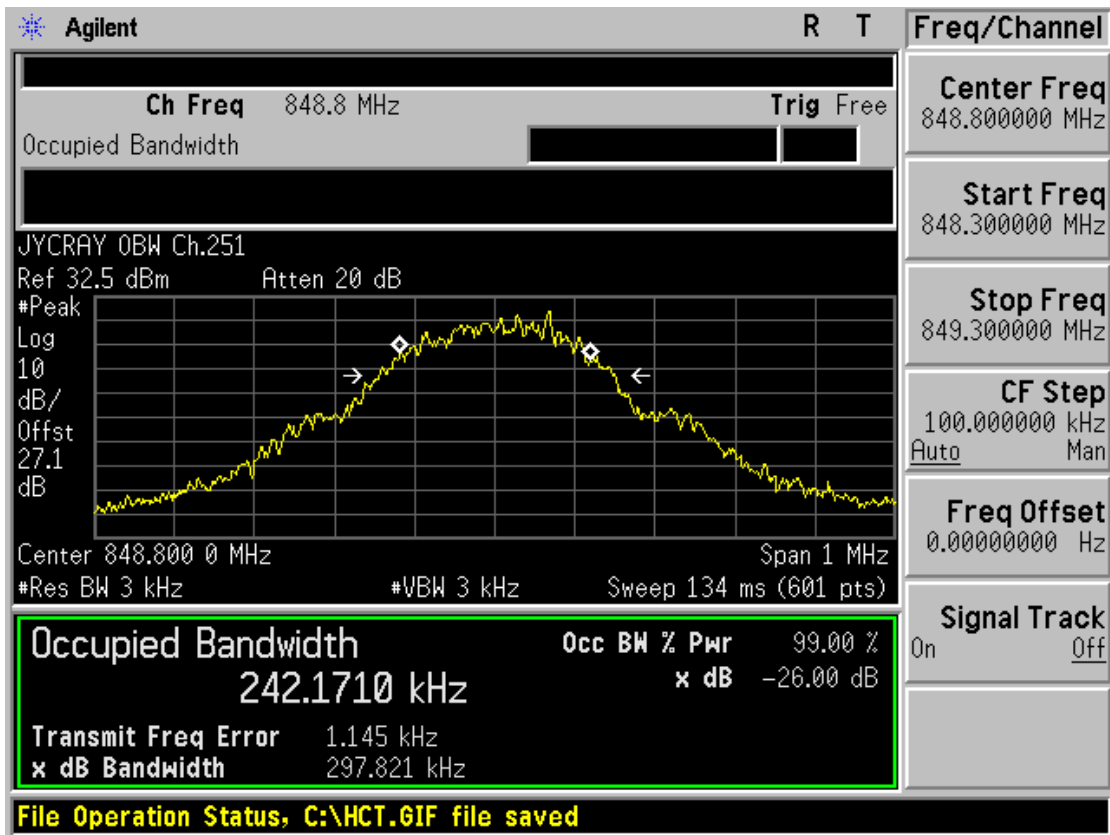 Agilent R T
Ch Freq 848.8 MHz Trig Free
Occupied Bandwidth
JYCRAY OBW Ch.251
Ref 32.5 dBm Atten 20 dB
#Peak
Log
10
dB/
Offst
27.1
dB
Center 848.800 0 MHz Span 1 MHz
#Res BW 3 kHz #VBW 3 kHz Sweep 134 ms (601 pts)
Occupied Bandwidth Occ BW % Pwr 99.00 %
242.1710 kHz x dB -26.00 dB
Transmit Freq Error 1.145 kHz
x dB Bandwidth 297.821 kHz
File Operation Status, C:\HCT.GIF file saved
Freq/Channel
Center Freq
848.800000 MHz
Start Freq
848.300000 MHz
Stop Freq
849.300000 MHz
CF Step
100.000000 kHz
Auto Man
Freq Offset
0.00000000 Hz
Signal Track
On Off